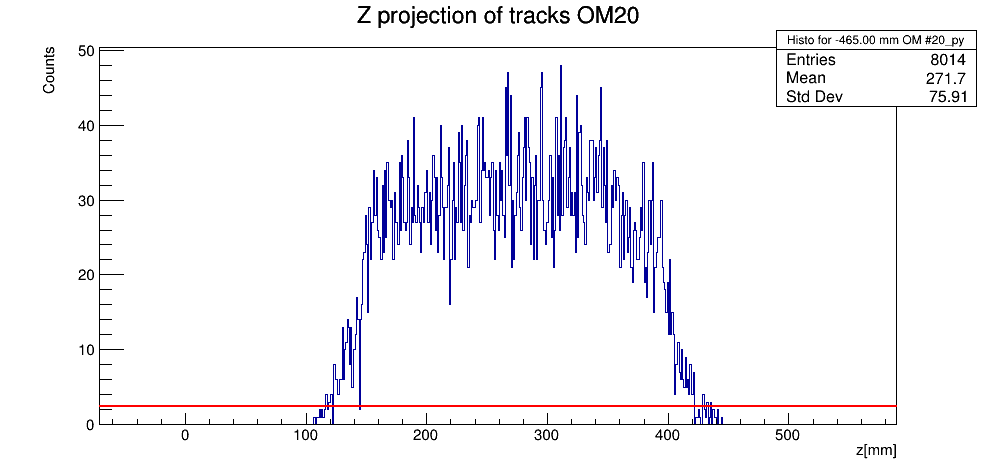 Z projection of tracks OM20
Histo for -465.00 mm OM #20_py
Entries 8014
Mean 271.7
Std Dev 75.91
Counts
50
40
30
20
10
0
0 100 200 300 400 500
z[mm]